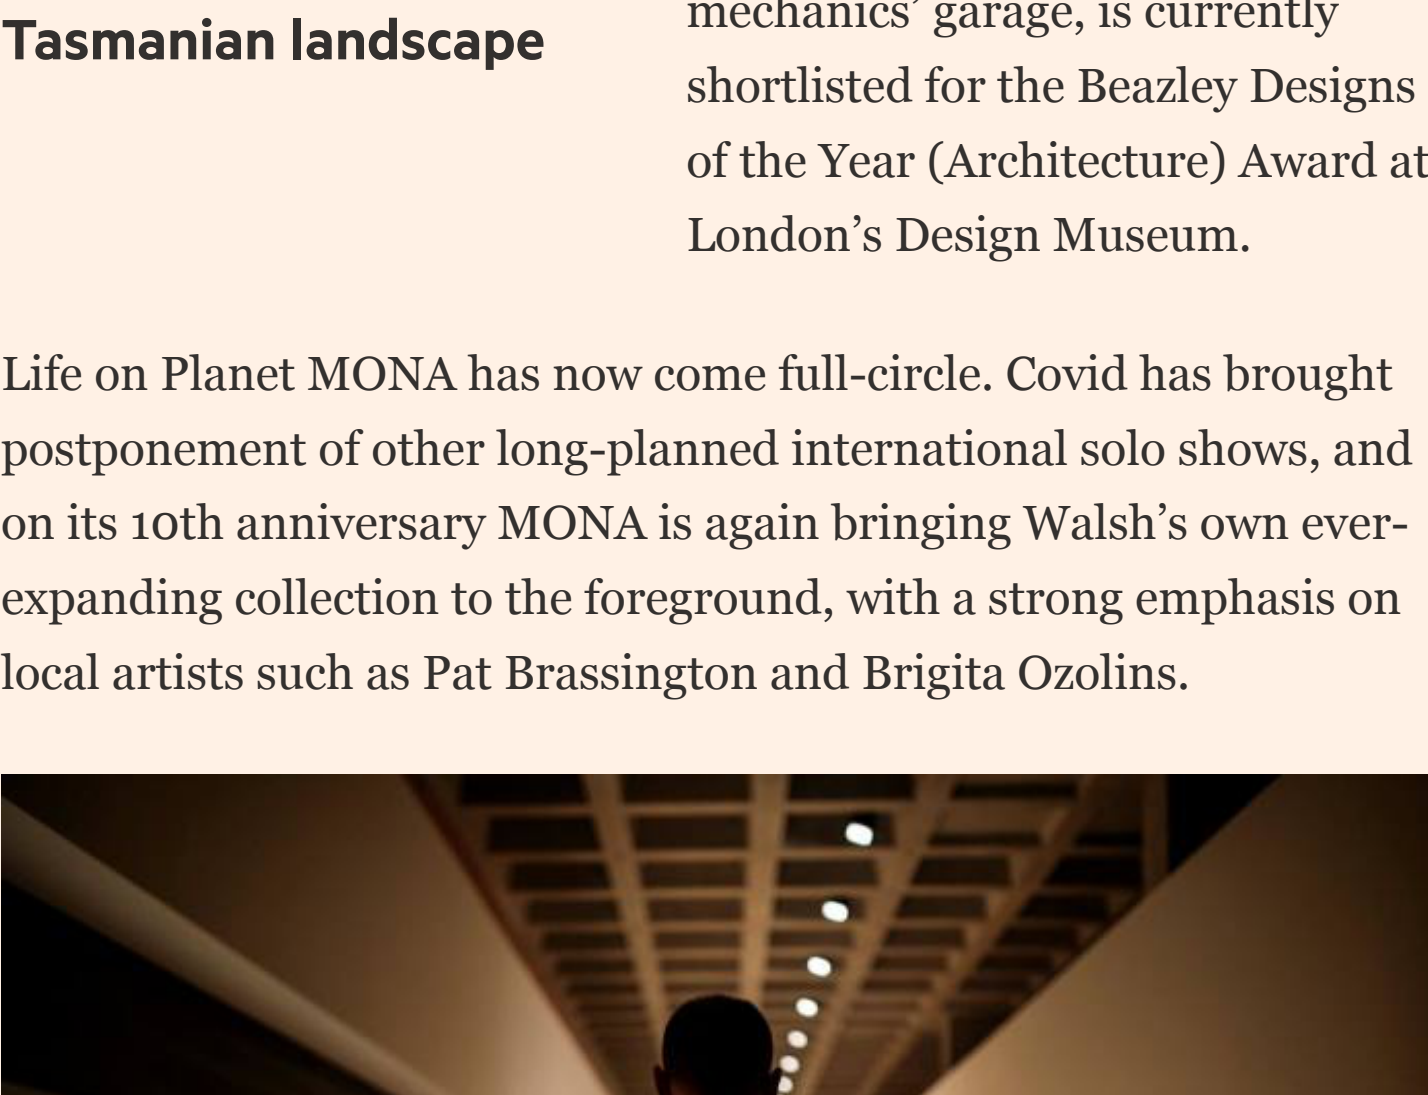 Tasmanian landscape
mechanics’ garage, is currently
shortlisted for the Beazley Designs
of the Year (Architecture) Award at
London’s Design Museum.
Life on Planet MONA has now come full-circle. Covid has brought
postponement of other long-planned international solo shows, and
on its 10th anniversary MONA is again bringing Walsh’s own ever-
expanding collection to the foreground, with a strong emphasis on
local artists such as Pat Brassington and Brigita Ozolins.